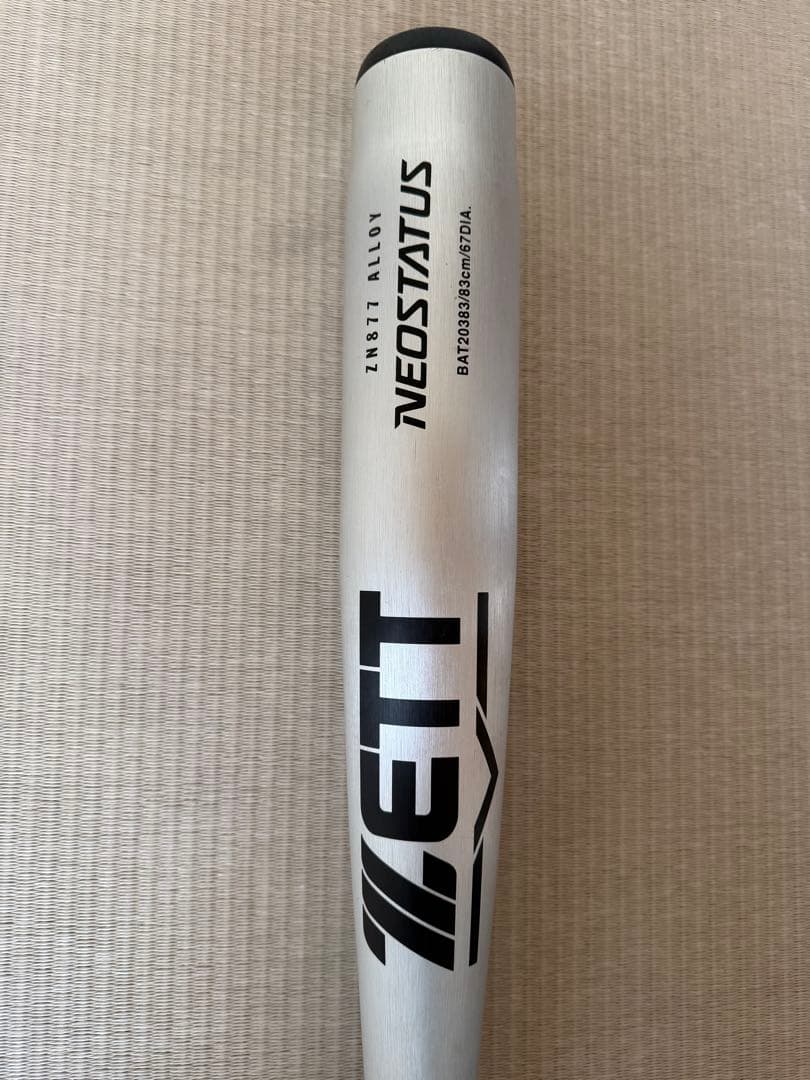 ZN877 ALLOY
NEOSTATUS
BAT20383/83cm/67DIA.
ZETT